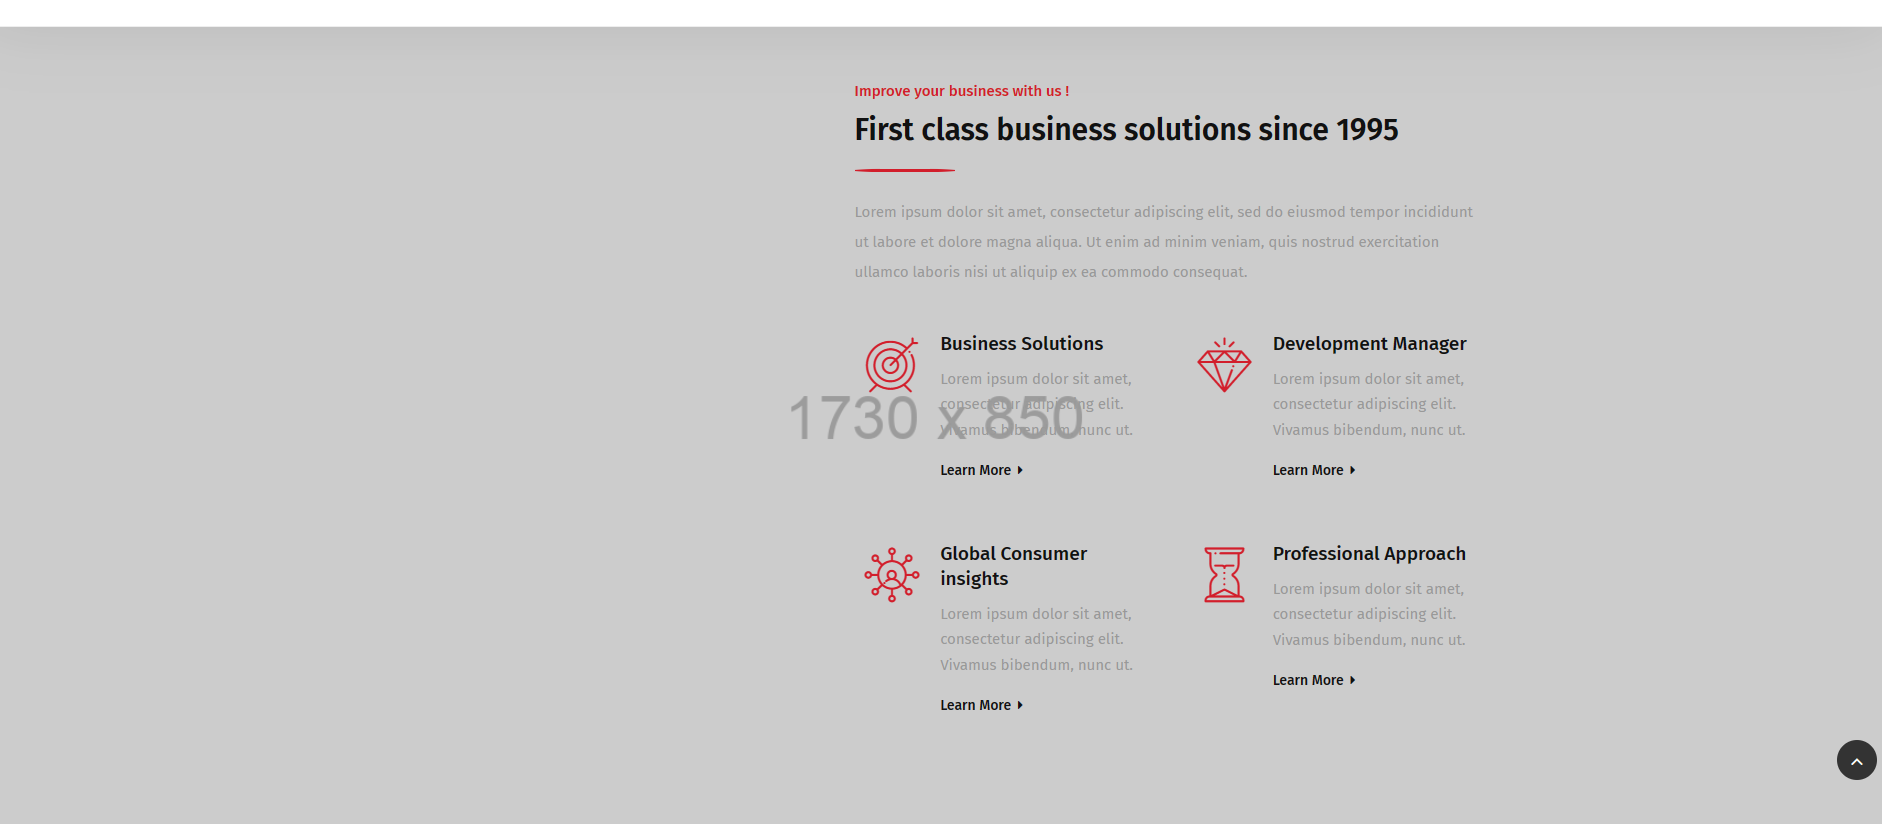 Improve your business with us !
First class business solutions since 1995
Lorem ipsum dolor sit amet, consectetur adipiscing elit, sed do eiusmod tempor incididunt
ut labore et dolore magna aliqua. Ut enim ad minim veniam, quis nostrud exercitation
ullamco laboris nisi ut aliquip ex ea commodo consequat.
Business Solutions
Lorem ipsum dolor sit amet,
consectetur adipiscing elit.
Vivamus bibendum, nunc ut.
Learn More
Development Manager
Lorem ipsum dolor sit amet,
consectetur adipiscing elit.
Vivamus bibendum, nunc ut.
Learn More
1730 x 850
Global Consumer
insights
Lorem ipsum dolor sit amet,
consectetur adipiscing elit.
Vivamus bibendum, nunc ut.
Learn More
Professional Approach
Lorem ipsum dolor sit amet,
consectetur adipiscing elit.
Vivamus bibendum, nunc ut.
Learn More